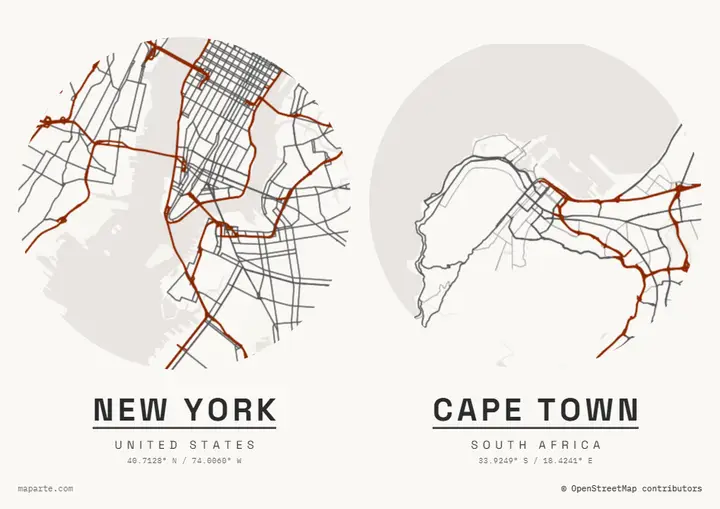 NEW YORK
UNITED STATES
40.7128° N / 74.0060° W
CAPE TOWN
SOUTH AFRICA
33.9249° S / 18.4241° E
maparte.com
© OpenStreetMap contributors